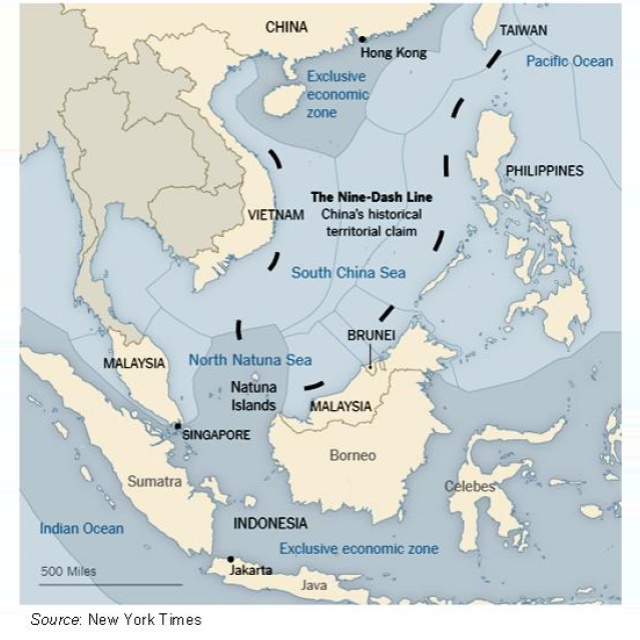 CHINA
TAIWAN
Hong Kong
Pacific Ocean
Exclusive
economic
zone
PHILIPPINES
The Nine-Dash Line
China's historical
territorial claim
VIETNAM
South China Sea
BRUNEI
MALAYSIA
North Natuna Sea
Natuna
Islands
MALAYSIA
SINGAPORE
Borneo
Sumatra
Celebes
Indian Ocean
INDONESIA
Exclusive economic zone
500 Miles
Jakarta
Java
Source: New York Times